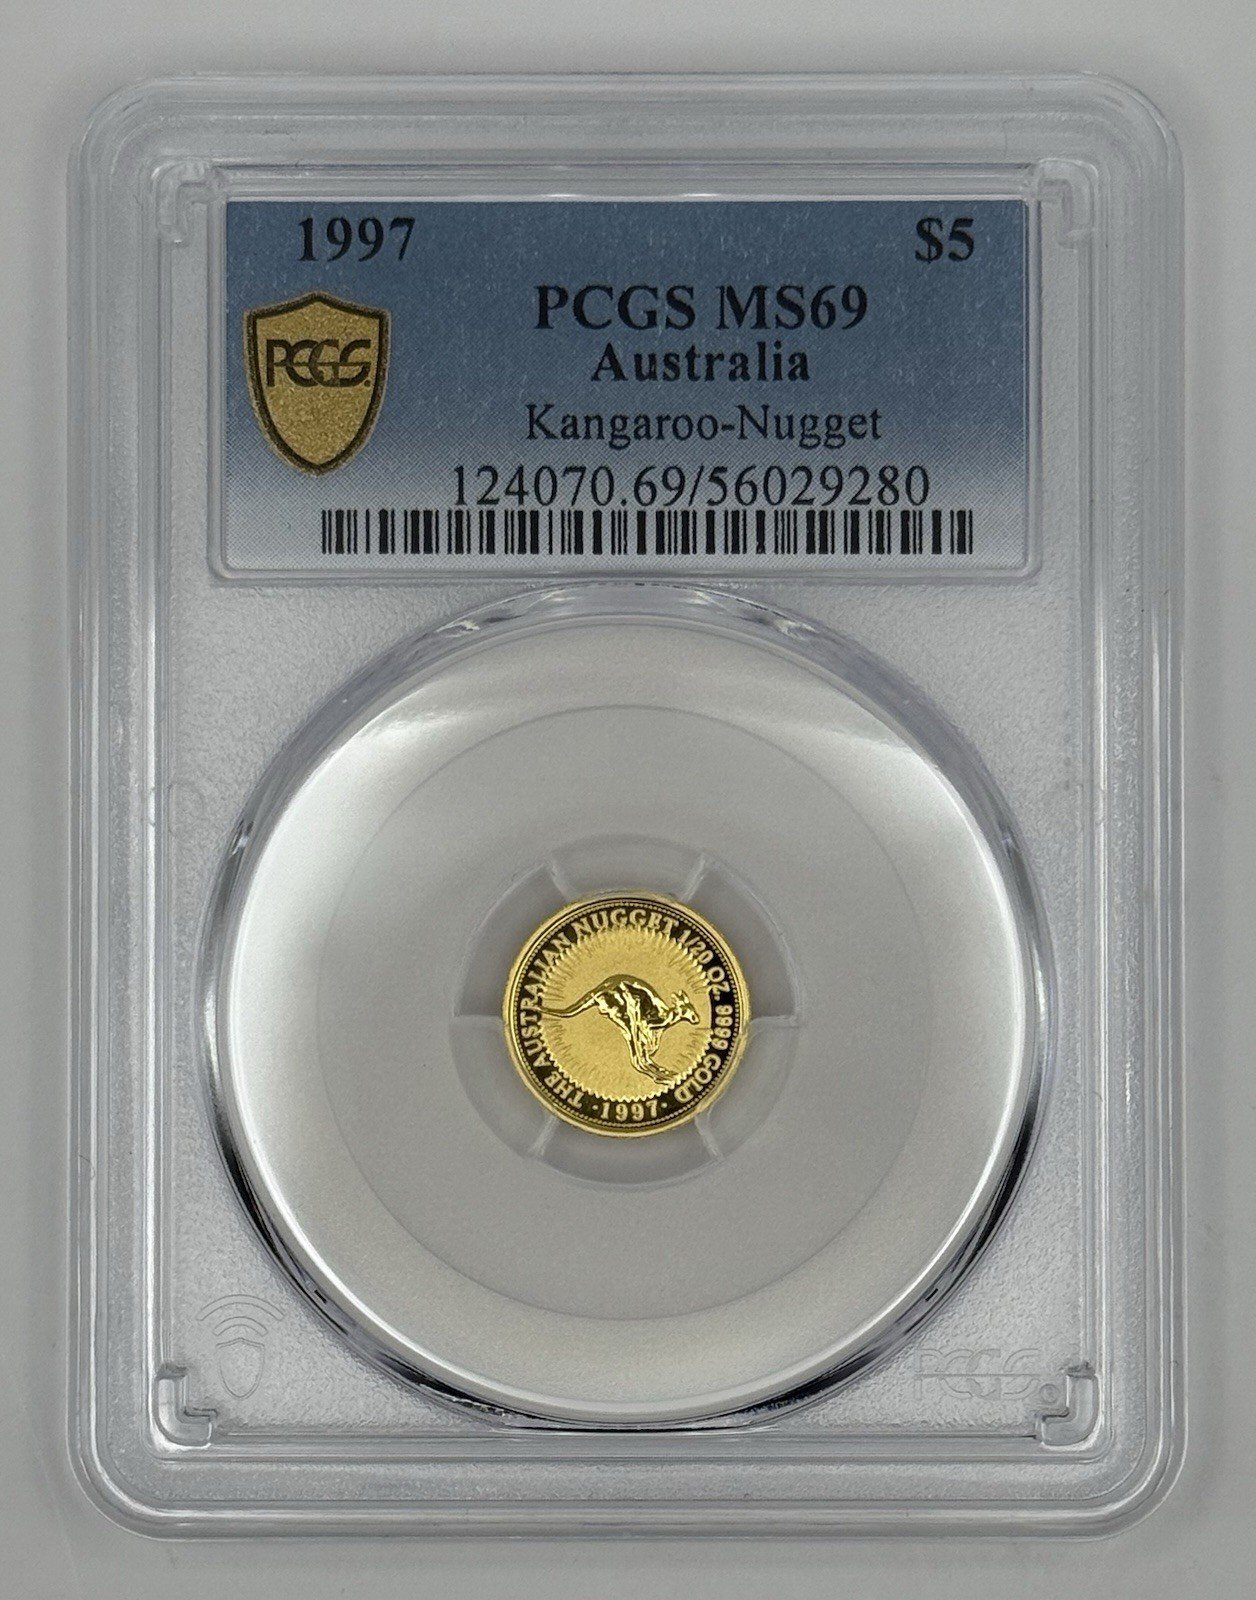 1997 $5
PCGS MS69
PCGS
Australia
Kangaroo-Nugget
124070.69/56029280
THE AUSTRALIAN NUGGET 1/20 OZ. 9999 GOLD
·1997·
PCGS